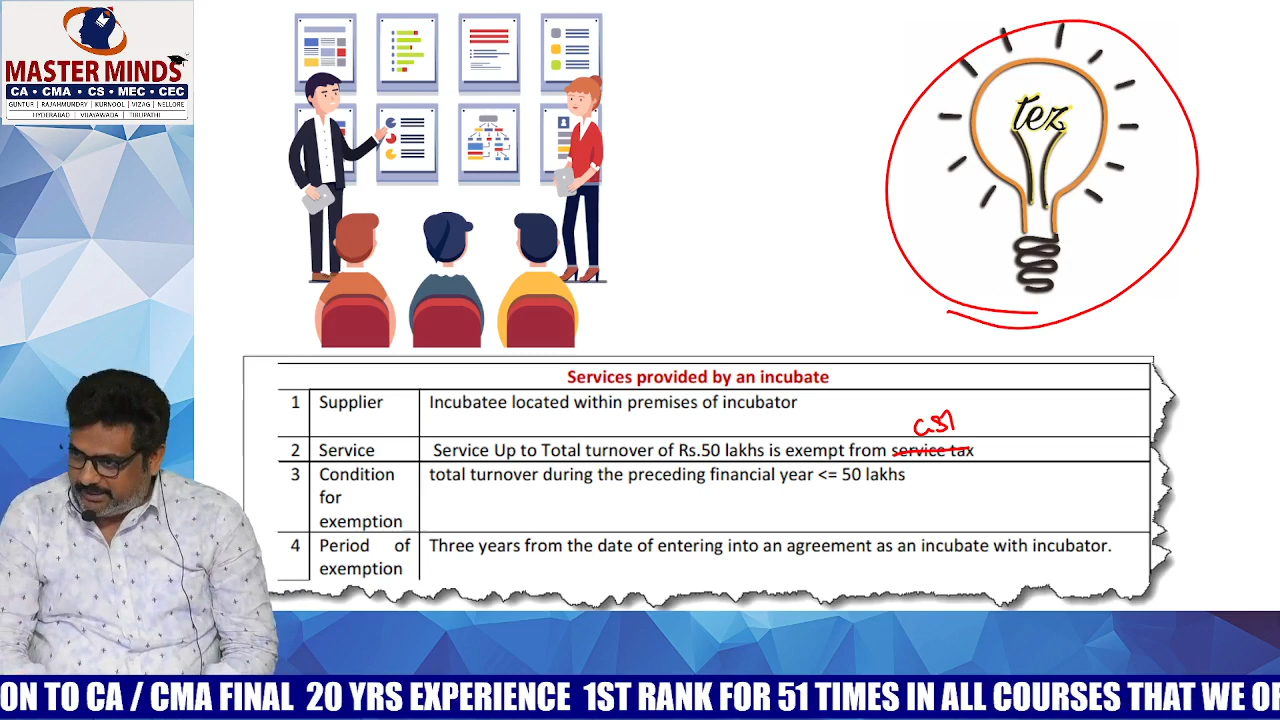 MASTER MINDS
CA • CMA • CS • MEC • CEC
GUNTUR | RAJAHMUNDRY | KURNOOL | VIZAG | NELLORE
HYDERABAD | VIJAYAWADA | TIRUPATHI
tez
Services provided by an incubate
1 Supplier Incubatee located within premises of incubator
GST
2 Service Service Up to Total turnover of Rs.50 lakhs is exempt from service tax
3 Condition total turnover during the preceding financial year <= 50 lakhs
for
exemption
4 Period of Three years from the date of entering into an agreement as an incubate with incubator.
exemption
ON TO CA / CMA FINAL 20 YRS EXPERIENCE 1ST RANK FOR 51 TIMES IN ALL COURSES THAT WE OF